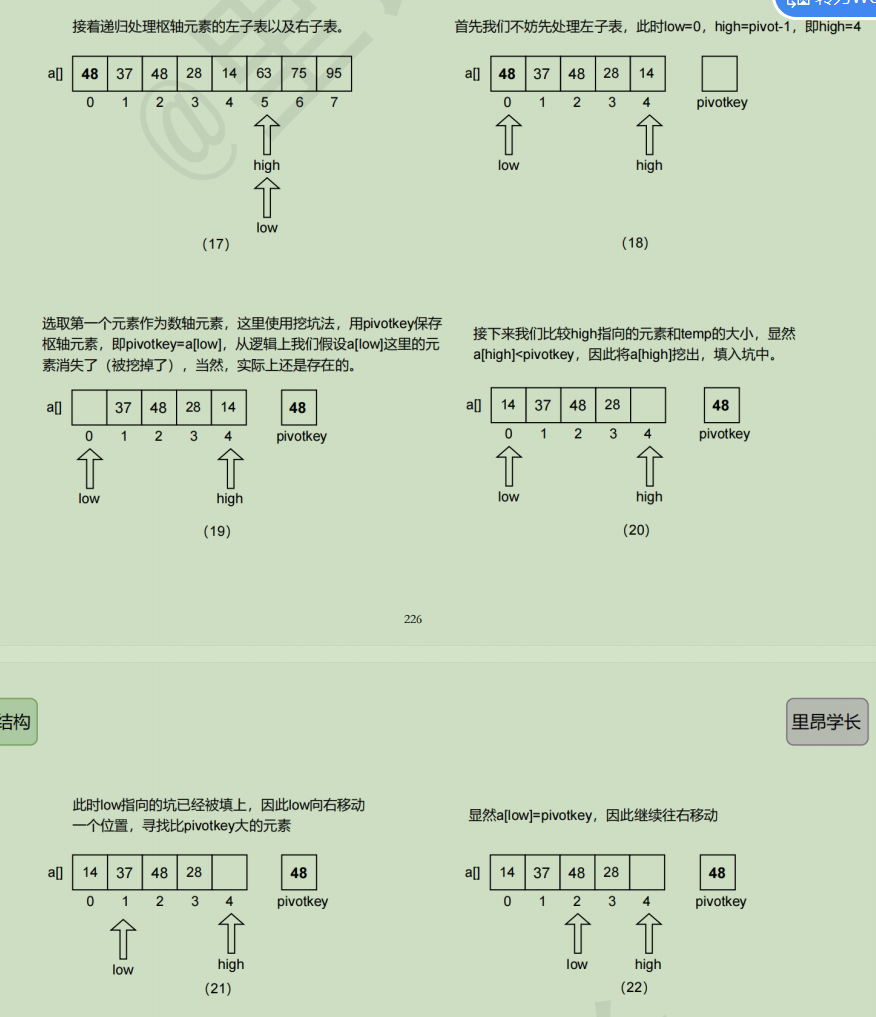 接着递归处理枢轴元素的左子表以及右子表。
a[] 48 37 48 28 14 63 75 95
0 1 2 3 4 5 6 7
high
low
（17）
首先我们不妨先处理左子表，此时low=0，high=pivot-1，即high=4
a[] 48 37 48 28 14
0 1 2 3 4 pivotkey
low high
（18）
选取第一个元素作为数轴元素，这里使用挖坑法，用pivotkey保存
枢轴元素，即pivotkey=a[low]，从逻辑上我们假设a[low]这里的元
素消失了（被挖掉了），当然，实际上还是存在的。
a[] 37 48 28 14 48
0 1 2 3 4 pivotkey
low high
（19）
接下来我们比较high指向的元素和temp的大小，显然
a[high]<pivotkey，因此将a[high]挖出，填入坑中。
a[] 14 37 48 28 48
0 1 2 3 4 pivotkey
low high
（20）
226
结构
里昂学长
此时low指向的坑已经被填上，因此low向右移动
一个位置，寻找比pivotkey大的元素
a[] 14 37 48 28 48
0 1 2 3 4 pivotkey
low high
（21）
显然a[low]=pivotkey，因此继续往右移动
a[] 14 37 48 28 48
0 1 2 3 4 pivotkey
low high
（22）